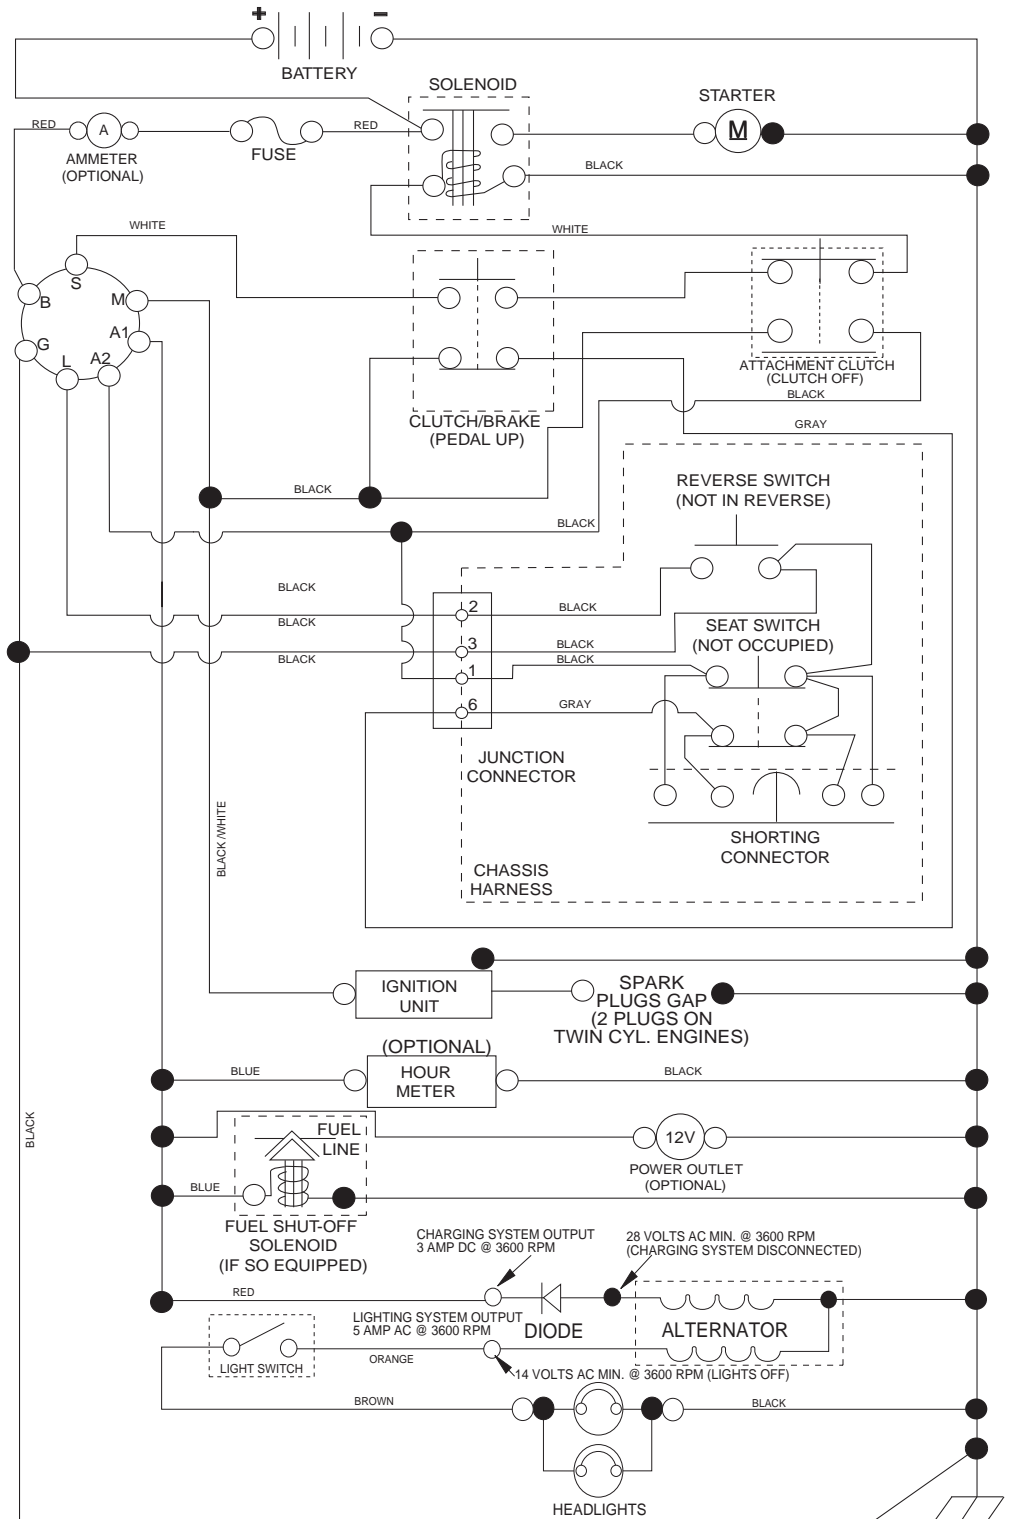 + –
BATTERY
SOLENOID
STARTER
RED
A
RED
M
AMMETER
(OPTIONAL)
FUSE
BLACK
WHITE
WHITE
S
B
M
A1
G
L
A2
ATTACHMENT CLUTCH
(CLUTCH OFF)
BLACK
CLUTCH/BRAKE
(PEDAL UP)
GRAY
REVERSE SWITCH
(NOT IN REVERSE)
BLACK
BLACK
BLACK
2
BLACK
BLACK
SEAT SWITCH
(NOT OCCUPIED)
3
BLACK
BLACK
BLACK
1
6
GRAY
JUNCTION
CONNECTOR
BLACK /WHITE
SHORTING
CONNECTOR
CHASSIS
HARNESS
IGNITION
UNIT
SPARK
PLUGS GAP
(2 PLUGS ON
TWIN CYL. ENGINES)
(OPTIONAL)
BLUE
HOUR
METER
BLACK
BLACK
FUEL
LINE
12V
POWER OUTLET
(OPTIONAL)
BLUE
FUEL SHUT-OFF
SOLENOID
(IF SO EQUIPPED)
CHARGING SYSTEM OUTPUT
3 AMP DC @ 3600 RPM
28 VOLTS AC MIN. @ 3600 RPM
(CHARGING SYSTEM DISCONNECTED)
RED
LIGHTING SYSTEM OUTPUT
5 AMP AC @ 3600 RPM
DIODE
ALTERNATOR
LIGHT SWITCH
ORANGE
14 VOLTS AC MIN. @ 3600 RPM (LIGHTS OFF)
BROWN
BLACK
HEADLIGHTS